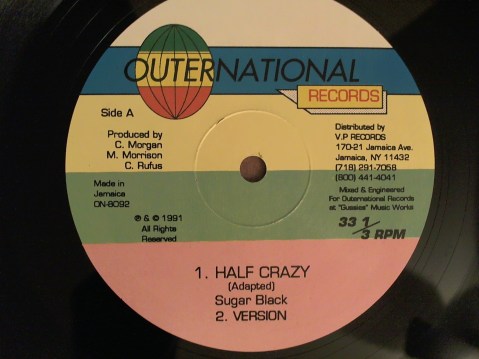 OUTERNATIONAL
RECORDS
Side A
Produced by
C. Morgan
M. Morrison
C. Rufus
Made in
Jamaica
ON-8092
℗ & © 1991
All Rights
Reserved
Distributed by
V.P RECORDS
170-21 Jamaica Ave.
Jamaica, NY 11432
(718) 291-7058
(800) 441-4041
Mixed & Engineered
For Outernational Records
at "Gussies" Music Works
33 1/3 RPM
1. HALF CRAZY
(Adapted)
Sugar Black
2. VERSION